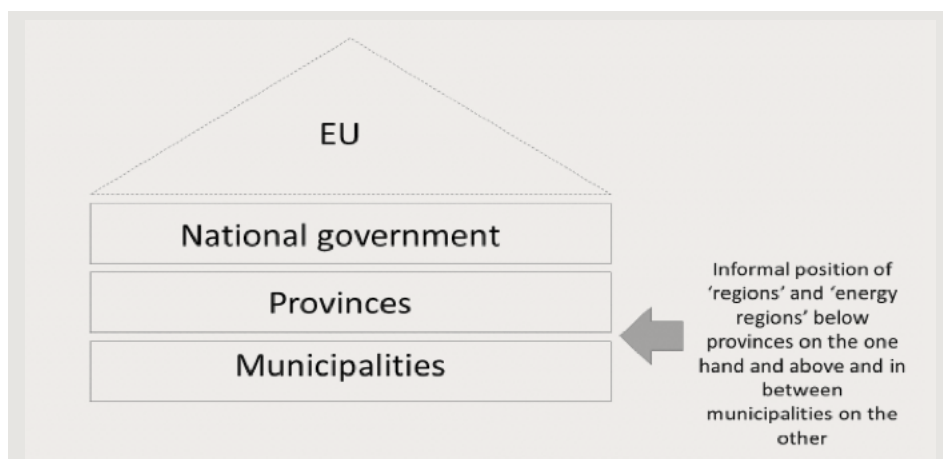 EU
National government
Provinces
Municipalities
Informal position of
‘regions’ and ‘energy
regions’ below
provinces on the one
hand and above and in
between
municipalities on the
other